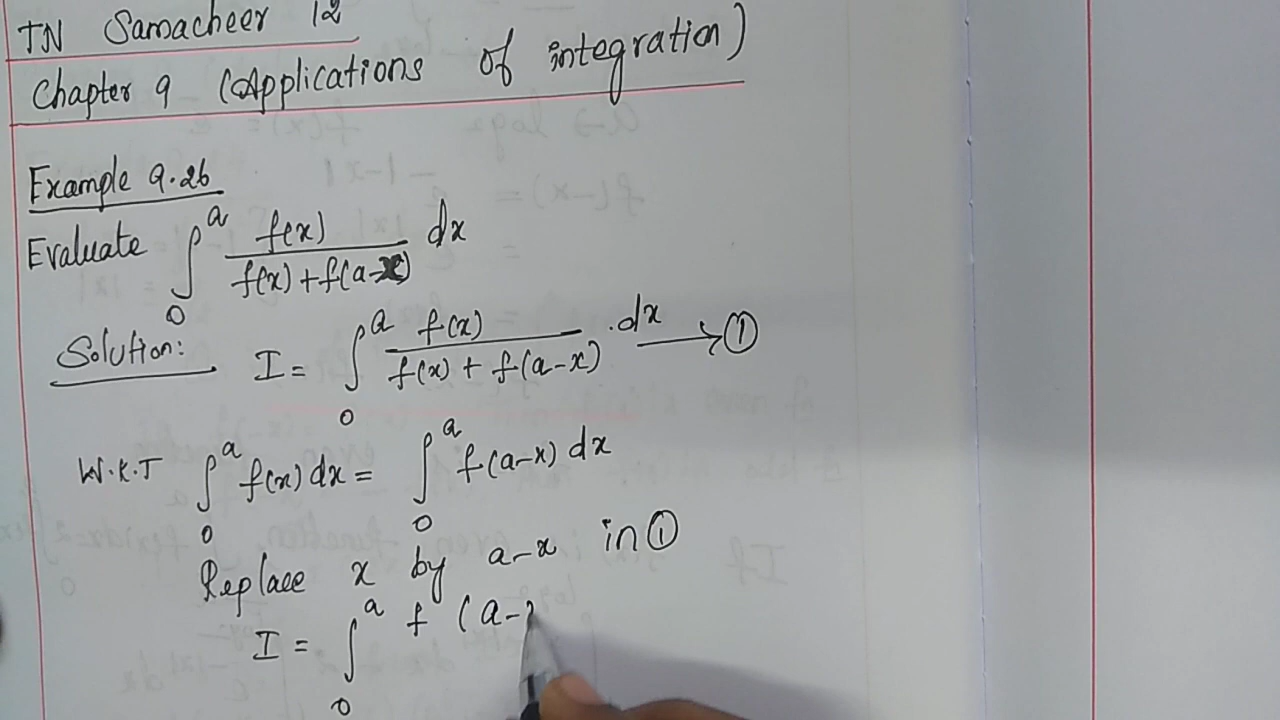 TN Samacheer 12
Chapter 9 (Applications of integration)
Example 9.26
Evaluate ∫₀ᵃ f(x) / (f(x)+f(a-x)) dx
Solution: I = ∫₀ᵃ f(x) / (f(x) + f(a-x)) .dx → ①
W.K.T ∫₀ᵃ f(x) dx = ∫₀ᵃ f(a-x) dx
Replace x by a-x in ①
I = ∫₀ᵃ f (a-